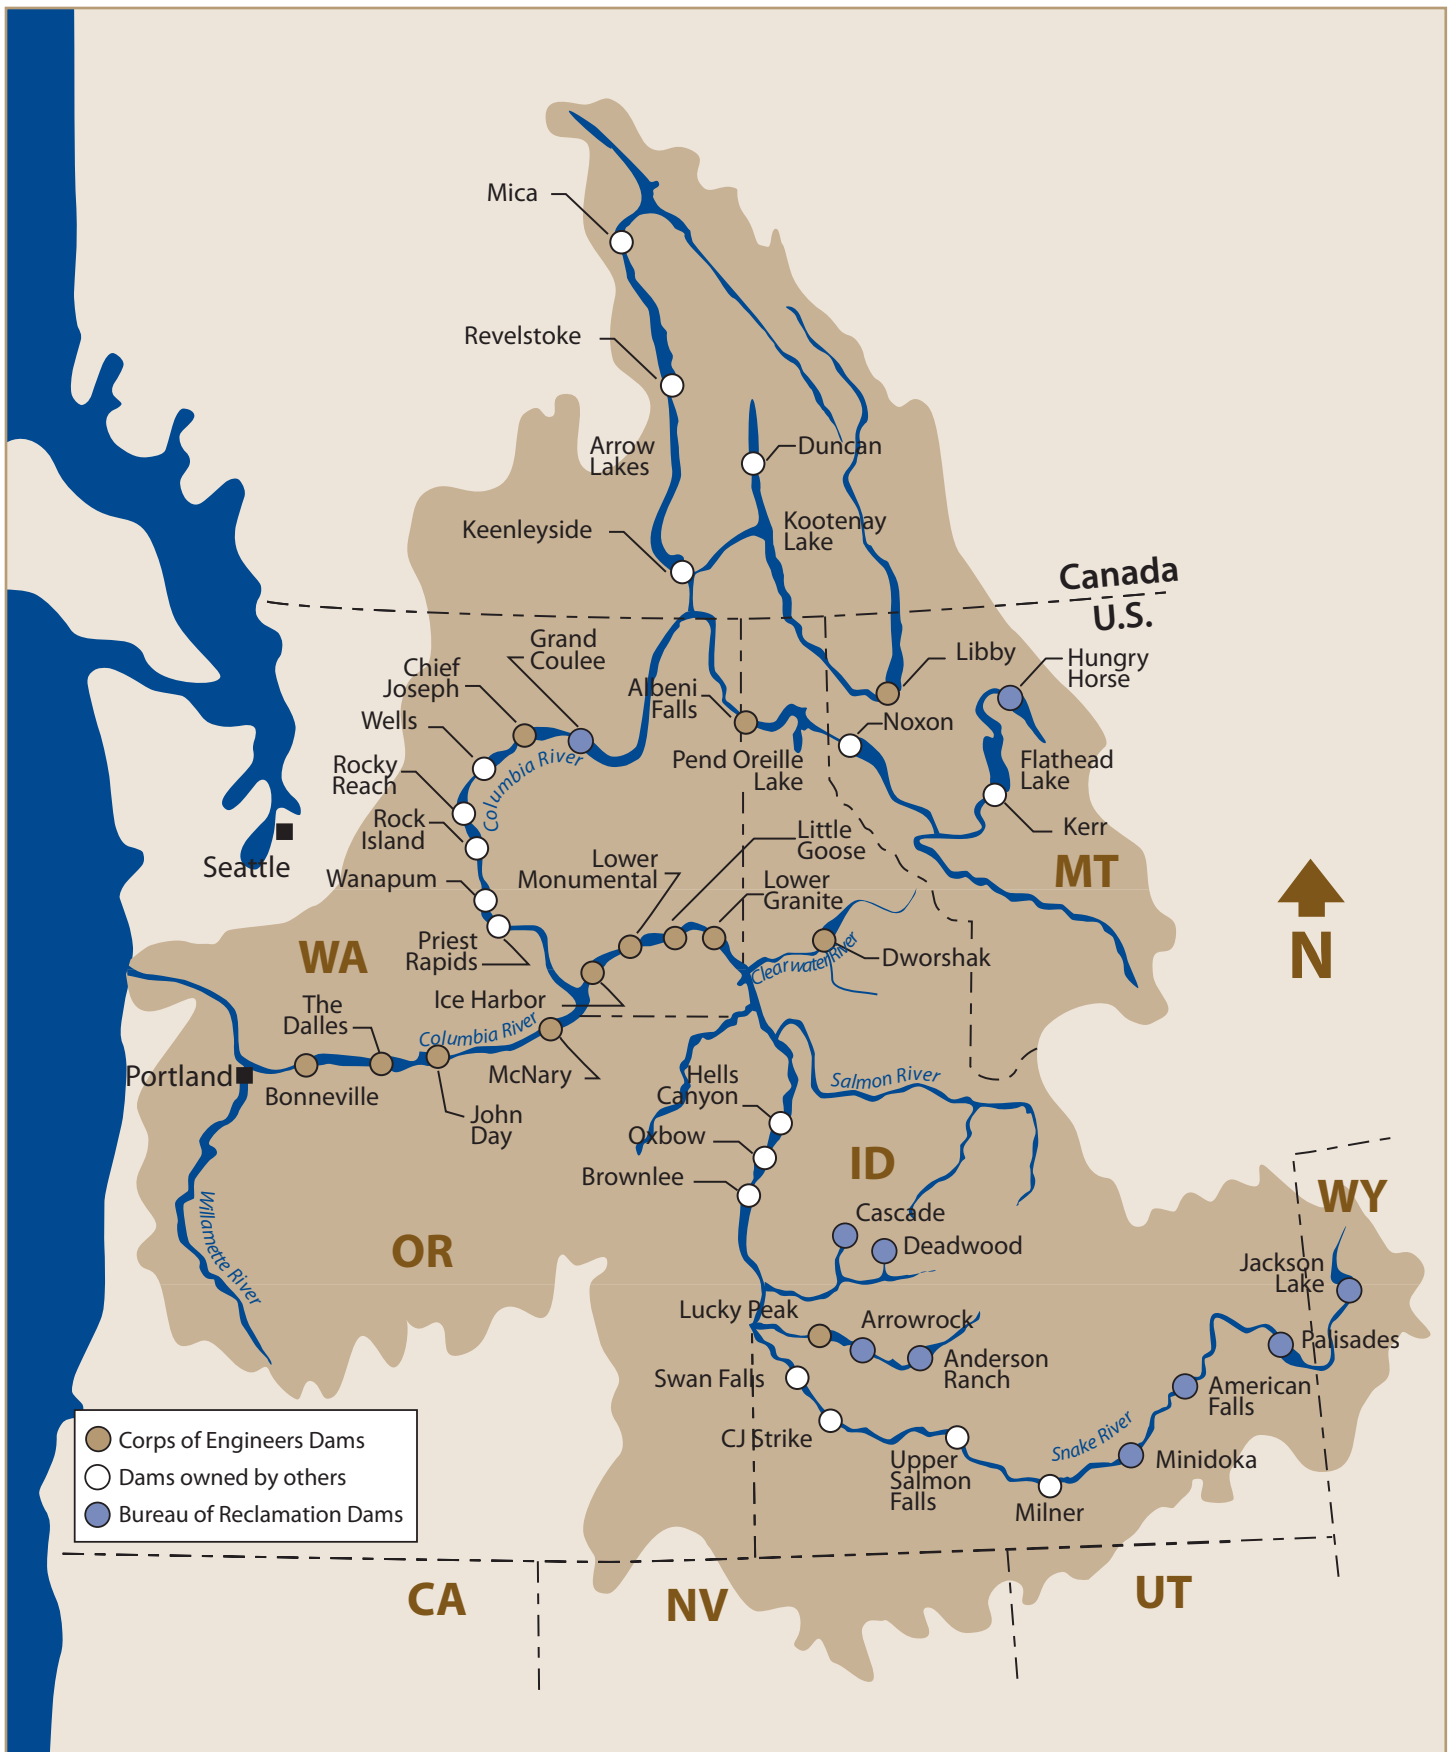 Mica
Revelstoke
Arrow
Lakes
Duncan
Keenleyside
Kootenay
Lake
Canada
U.S.
Grand
Coulee
Chief
Joseph
Libby
Hungry
Horse
Albeni
Falls
Wells
Noxon
Columbia River
Pend Oreille
Lake
Flathead
Lake
Rocky
Reach
Rock
Island
Kerr
Seattle
Little
Goose
Lower
Monumental
Wanapum
Lower
Granite
MT
N
WA
Priest
Rapids
Clearwater River
Dworshak
Ice Harbor
The
Dalles
Columbia River
Portland
Bonneville
McNary
John
Day
Hells
Canyon
Salmon River
Oxbow
Brownlee
ID
WY
Willamette River
OR
Cascade
Deadwood
Jackson
Lake
Lucky Peak
Arrowrock
Palisades
Anderson
Ranch
Swan Falls
American
Falls
CJ Strike
Snake River
Upper
Salmon
Falls
Minidoka
Milner
Corps of Engineers Dams
Dams owned by others
Bureau of Reclamation Dams
CA
NV
UT